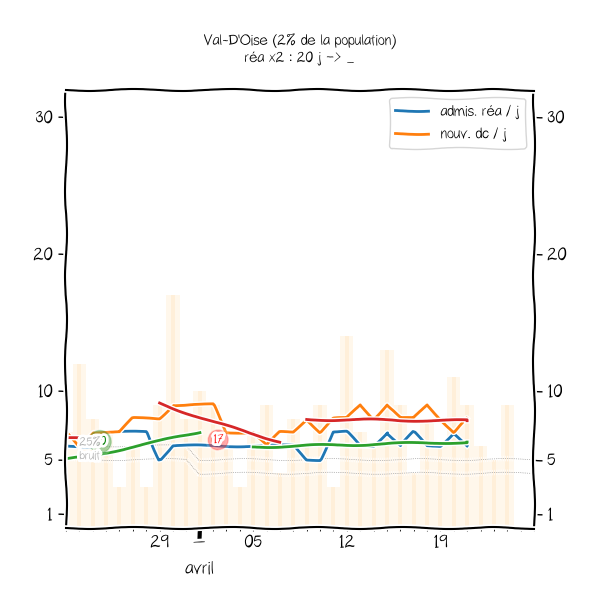 Val-D'Oise (2% de la population)
réa x2 : 20 j -> _
admis. réa / j
nouv. dc / j
30 30
20 20
10 10
5 5
1 1
25%
bruit
17
29 1 05 12 19
avril